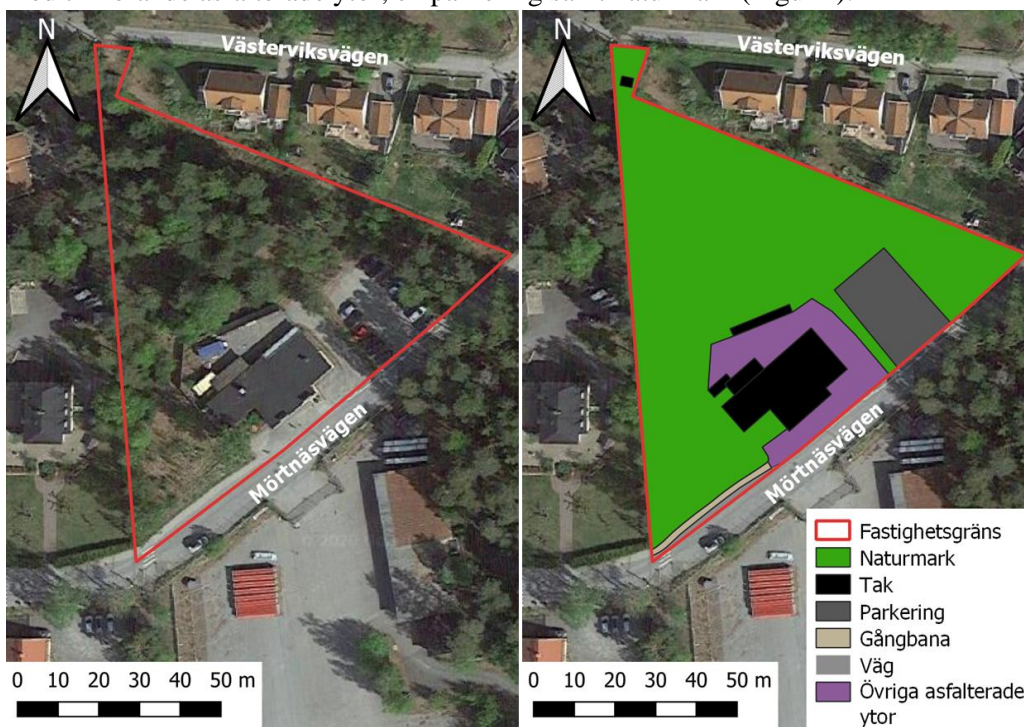 N
Västerviksvägen
Mörtnäsvägen
0 10 20 30 40 50 m
N
Västerviksvägen
Mörtnäsvägen
Fastighetsgräns
Naturmark
Tak
Parkering
Gångbana
Väg
Övriga asfalterade
ytor
0 10 20 30 40 50 m